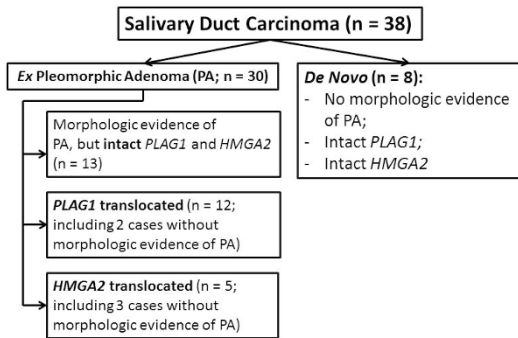 Salivary Duct Carcinoma (n = 38)
Ex Pleomorphic Adenoma (PA; n = 30)
Morphologic evidence of
PA, but intact PLAG1 and HMGA2
(n = 13)
PLAG1 translocated (n = 12;
including 2 cases without
morphologic evidence of PA)
HMGA2 translocated (n = 5;
including 3 cases without
morphologic evidence of PA)
De Novo (n = 8):
- No morphologic evidence
of PA;
- Intact PLAG1;
- Intact HMGA2